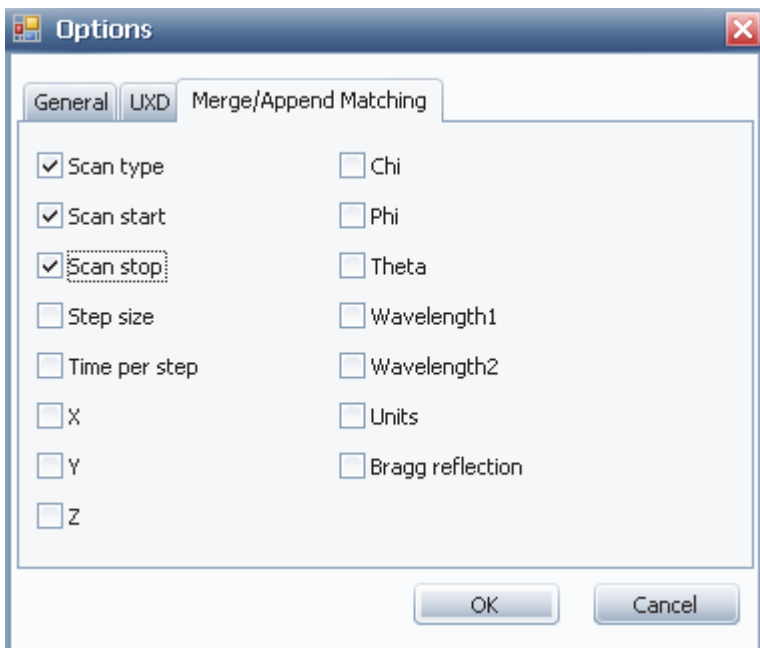 Options
General UXD Merge/Append Matching
Scan type
Scan start
Scan stop
Step size
Time per step
X
Y
Z
Chi
Phi
Theta
Wavelength1
Wavelength2
Units
Bragg reflection
OK Cancel